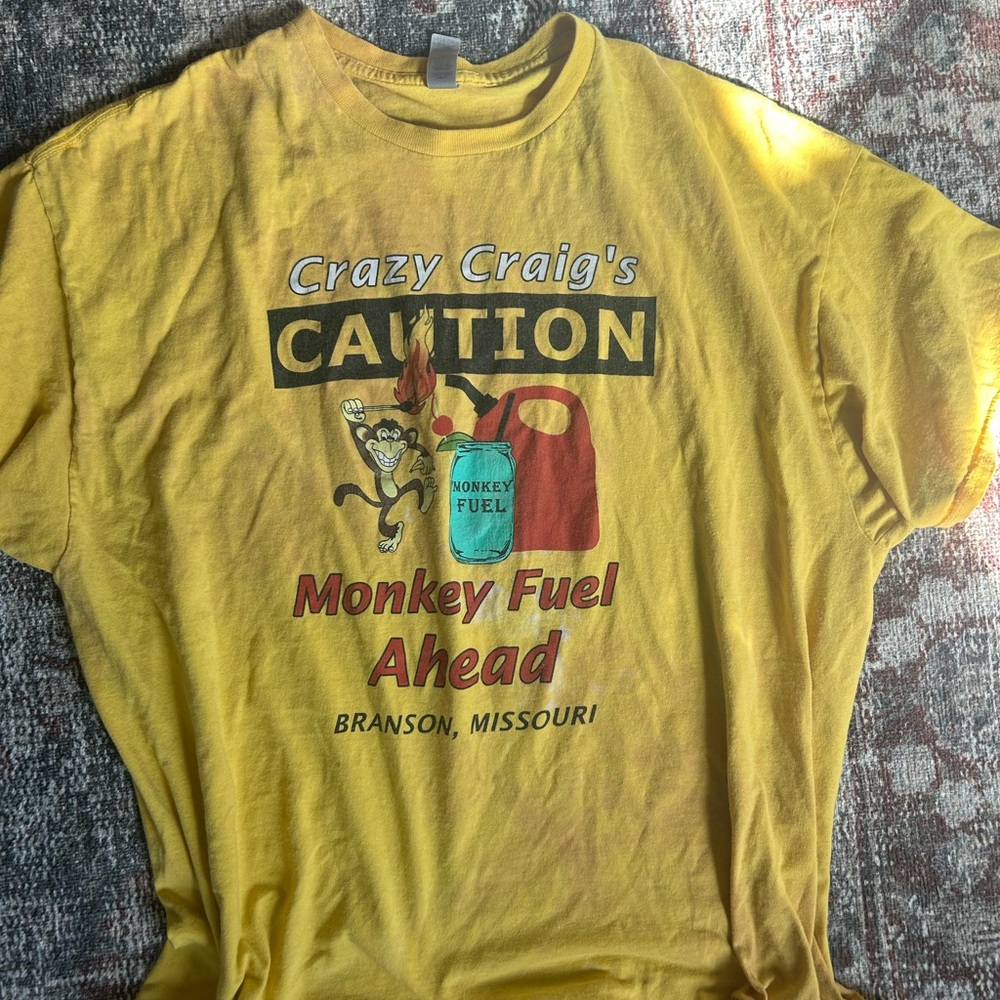 Crazy Craig's
CAUTION
MONKEY
FUEL
Monkey Fuel
Ahead
BRANSON, MISSOURI